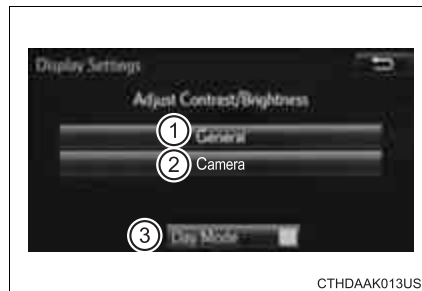 Display Settings
Adjust Contrast/Brightness
1 General
2 Camera
3 Day Mode
CTHDAAK013US